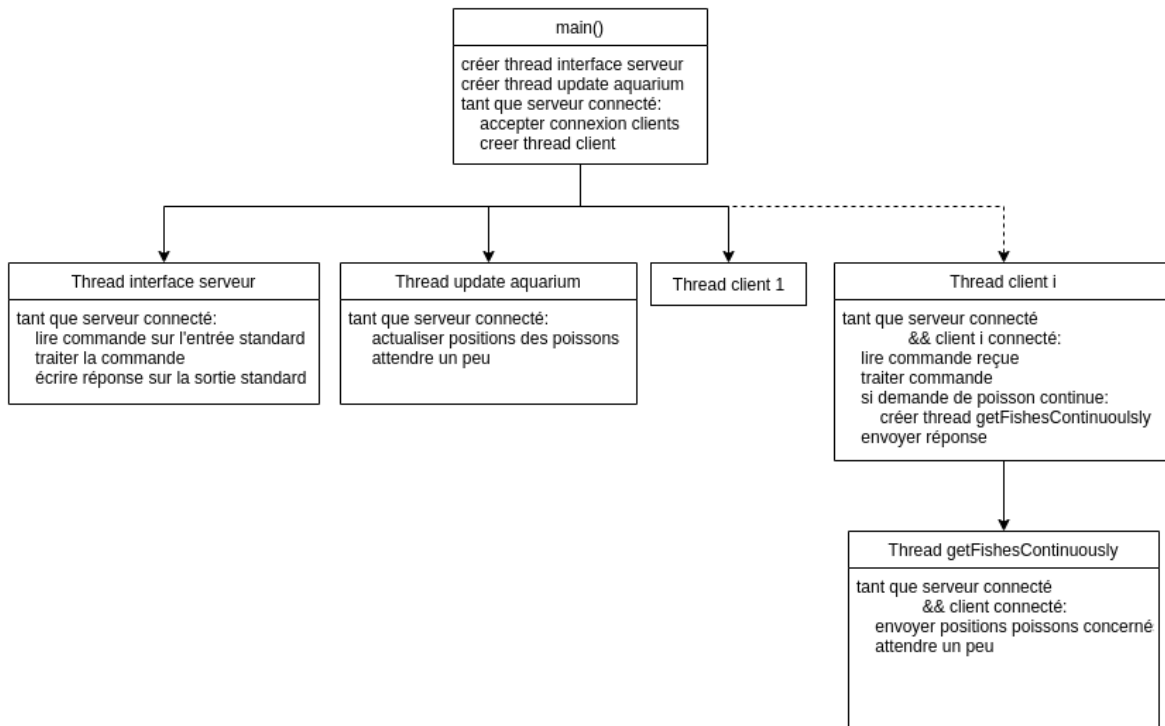 main()
créer thread interface serveur
créer thread update aquarium
tant que serveur connecté:
accepter connexion clients
creer thread client
Thread interface serveur
tant que serveur connecté:
lire commande sur l'entrée standard
traiter la commande
écrire réponse sur la sortie standard
Thread update aquarium
tant que serveur connecté:
actualiser positions des poissons
attendre un peu
Thread client 1
Thread client i
tant que serveur connecté
&& client i connecté:
lire commande reçue
traiter commande
si demande de poisson continue:
créer thread getFishesContinuoulsly
envoyer réponse
Thread getFishesContinuously
tant que serveur connecté
&& client connecté:
envoyer positions poissons concerné
attendre un peu